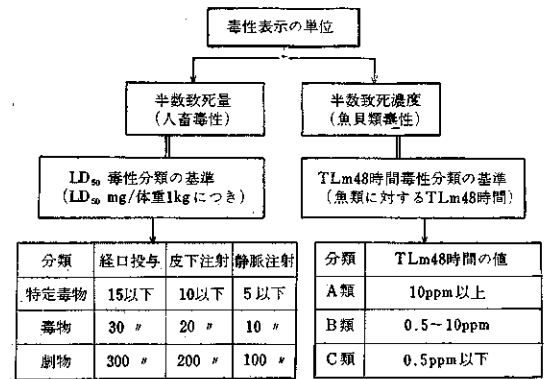 毒性表示の単位
半数致死量
(人畜毒性)
半数致死濃度
(魚貝類毒性)
LD₅₀ 毒性分類の基準
(LD₅₀ mg/体重1kgにつき)
TLm48時間毒性分類の基準
(魚類に対するTLm48時間)
分類 経口投与 皮下注射 静脈注射
特定毒物 15以下 10以下 5以下
毒物 30 〃 20 〃 10 〃
劇物 300 〃 200 〃 100 〃
分類 TLm48時間の値
A類 10ppm以上
B類 0.5~10ppm
C類 0.5ppm以下